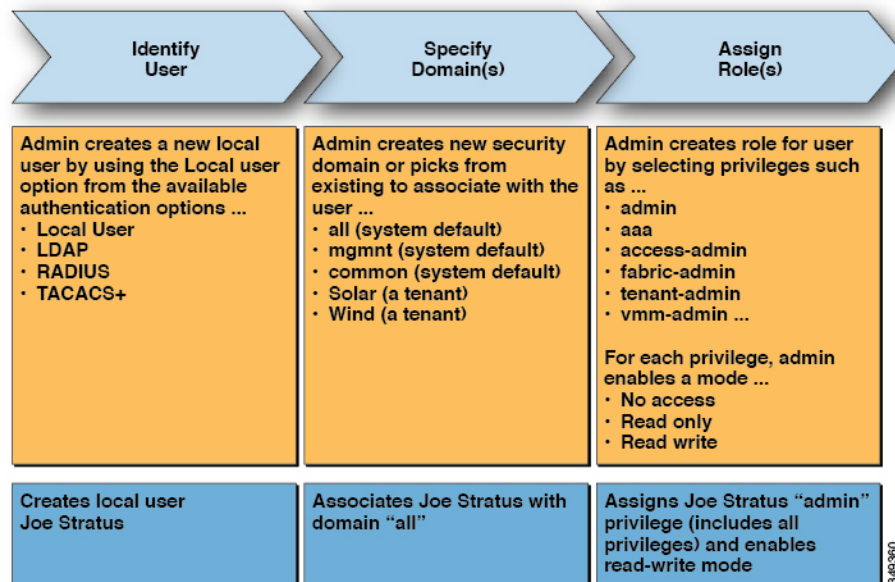 Identify
User
Specify
Domain(s)
Assign
Role(s)
Admin creates a new local
user by using the Local user
option from the available
authentication options ...
• Local User
• LDAP
• RADIUS
• TACACS+
Admin creates new security
domain or picks from
existing to associate with the
user ...
• all (system default)
• mgmnt (system default)
• common (system default)
• Solar (a tenant)
• Wind (a tenant)
Admin creates role for user
by selecting privileges such
as ...
• admin
• aaa
• access-admin
• fabric-admin
• tenant-admin
• vmm-admin ...
For each privilege, admin
enables a mode ...
• No access
• Read only
• Read write
Creates local user
Joe Stratus
Associates Joe Stratus with
domain “all”
Assigns Joe Stratus “admin”
privilege (includes all
privileges) and enables
read-write mode